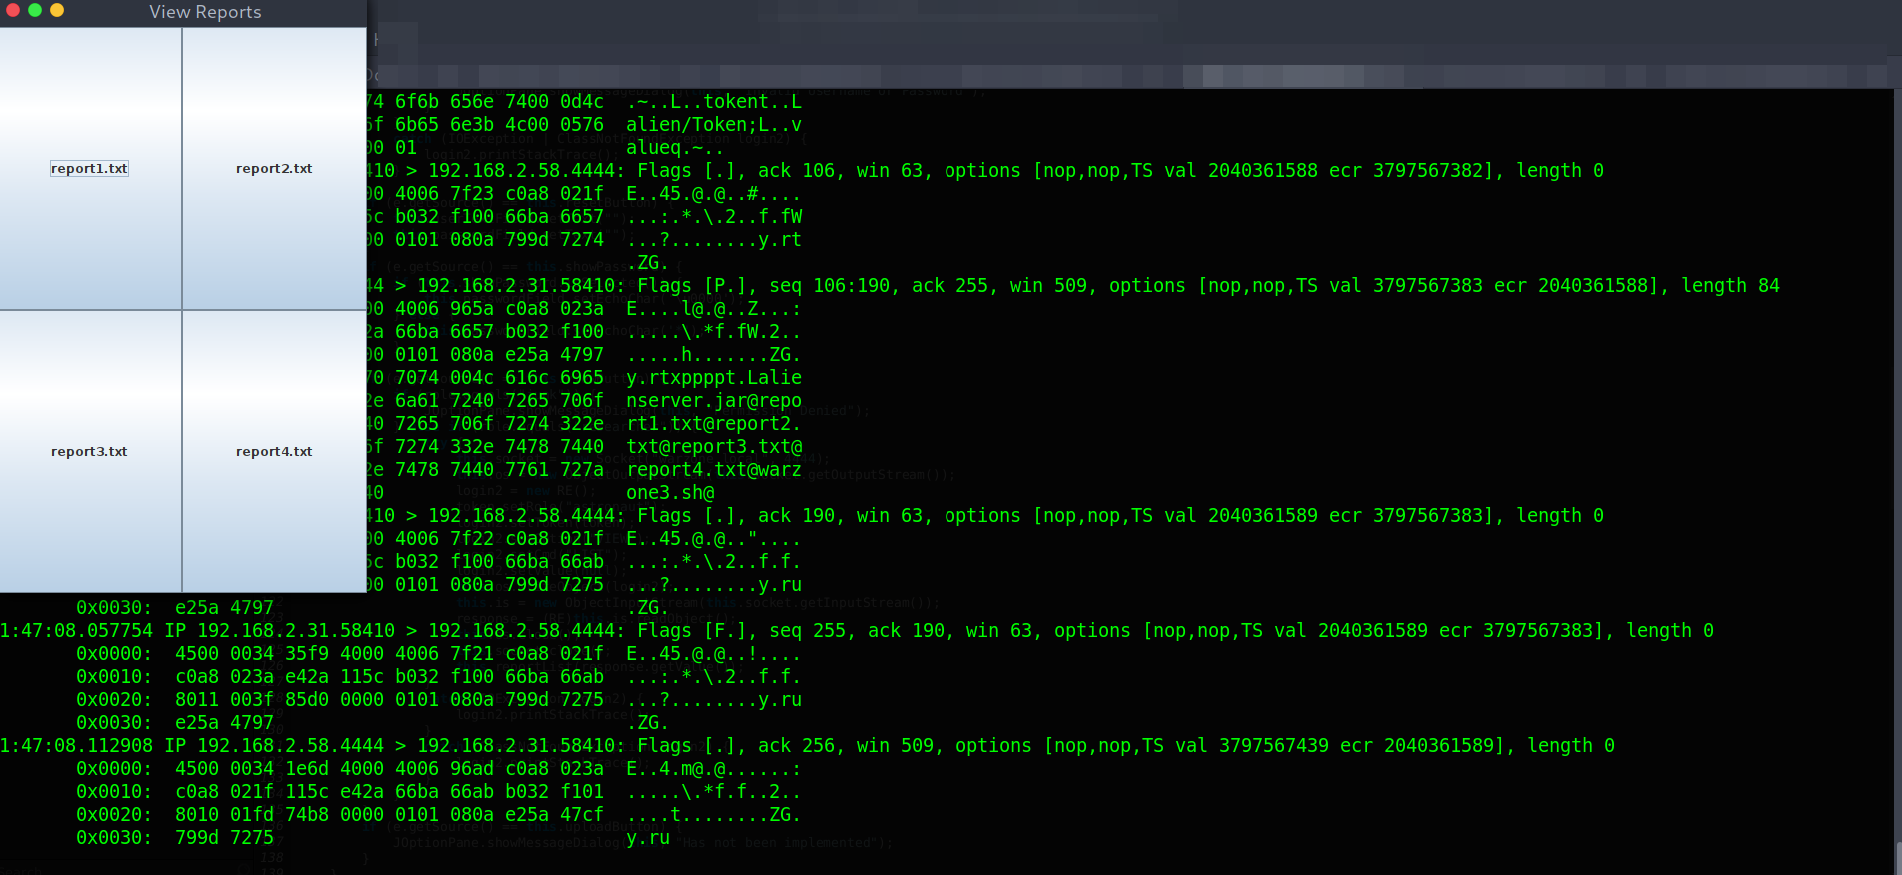 View Reports
report1.txt report2.txt
report3.txt report4.txt
74 6f6b 656e 7400 0d4c .~..L..tokent..L
6f 6b65 6e3b 4c00 0576 alien/Token;L..v
00 01 alueq.~..
410 > 192.168.2.58.4444: Flags [.], ack 106, win 63, options [nop,nop,TS val 2040361588 ecr 3797567382], length 0
00 4006 7f23 c0a8 021f E..45.@.@..#....
5c b032 f100 66ba 6657 ...:.*.\.2..f.fW
00 0101 080a 799d 7274 ...?........y.rt
.ZG.
44 > 192.168.2.31.58410: Flags [P.], seq 106:190, ack 255, win 509, options [nop,nop,TS val 3797567383 ecr 2040361588], length 84
00 4006 965a c0a8 023a E....l@.@..Z...:
2a 66ba 6657 b032 f100 .....\.*f.fW.2..
00 0101 080a e25a 4797 .....h.......ZG.
70 7074 004c 616c 6965 y.rtxppppt.Lalie
2e 6a61 7240 7265 706f nserver.jar@repo
40 7265 706f 7274 322e rt1.txt@report2.
6f 7274 332e 7478 7440 txt@report3.txt@
2e 7478 7440 7761 727a report4.txt@warz
40 one3.sh@
410 > 192.168.2.58.4444: Flags [.], ack 190, win 63, options [nop,nop,TS val 2040361589 ecr 3797567383], length 0
00 4006 7f22 c0a8 021f E..45.@.@.."....
5c b032 f100 66ba 66ab ...:.*.\.2..f.f.
00 0101 080a 799d 7275 ...?........y.ru
0x0030: e25a 4797 .ZG.
1:47:08.057754 IP 192.168.2.31.58410 > 192.168.2.58.4444: Flags [F.], seq 255, ack 190, win 63, options [nop,nop,TS val 2040361589 ecr 3797567383], length 0
0x0000: 4500 0034 35f9 4000 4006 7f21 c0a8 021f E..45.@.@..!....
0x0010: c0a8 023a e42a 115c b032 f100 66ba 66ab ...:.*.\.2..f.f.
0x0020: 8011 003f 85d0 0000 0101 080a 799d 7275 ...?........y.ru
0x0030: e25a 4797 .ZG.
1:47:08.112908 IP 192.168.2.58.4444 > 192.168.2.31.58410: Flags [.], ack 256, win 509, options [nop,nop,TS val 3797567439 ecr 2040361589], length 0
0x0000: 4500 0034 1e6d 4000 4006 96ad c0a8 023a E..4.m@.@......:
0x0010: c0a8 021f 115c e42a 66ba 66ab b032 f101 .....\.*f.f..2..
0x0020: 8010 01fd 74b8 0000 0101 080a e25a 47cf ....t........ZG.
0x0030: 799d 7275 y.ru